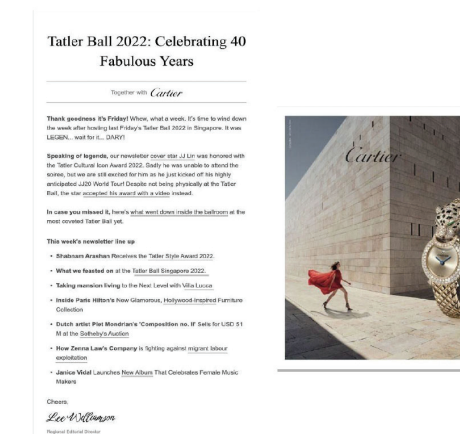 Tatler Ball 2022: Celebrating 40
Fabulous Years
Together with Cartier
Thank goodness it's Friday! Whew, what a week. It's time to wind down
the week after hosting last Friday's Tatler Ball 2022 in Singapore. It was
LEGEN... wait for it... DARY!
Speaking of legends, our newsletter cover star JJ Lin was honored with
the Tatler Cultural Icon Award 2022. Sadly he was unable to attend the
soiree, but we are still excited for him as he just kicked off his highly
anticipated JJ20 World Tour! Despite not being physically at the Tatler
Ball, the star accepted his award with a video instead.
In case you missed it, here's what went down inside the ballroom at the
most coveted Tatler Ball yet.
This week's newsletter line up
• Shabnam Arashan Receives the Tatler Style Award 2022.
• What we feasted on at the Tatler Ball Singapore 2022.
• Taking mansion living to the Next Level with Villa Lucca
• Inside Paris Hilton's New Glamorous, Hollywood-Inspired Furniture
Collection
• Dutch artist Piet Mondrian's 'Composition no. II' Sells for USD 51
M at the Sotheby's Auction
• How Zenna Law's Company is fighting against migrant labour
exploitation
• Janice Vidal Launches New Album That Celebrates Female Music
Makers
Cheers,
Lee Williamson
Regional Editorial Director
Cartier